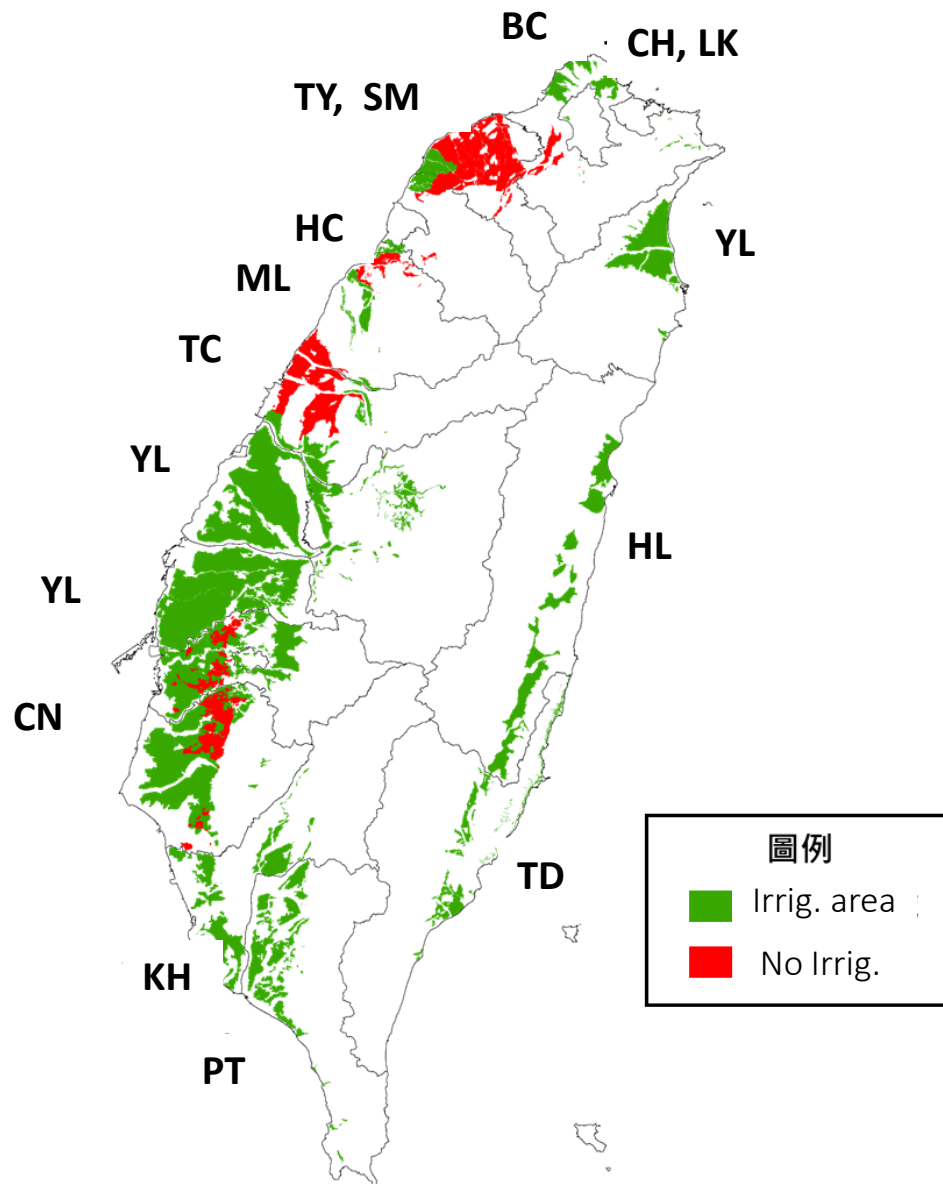 BC
CH, LK
TY, SM
HC
YL
ML
TC
YL
HL
YL
CN
圖例
TD
Irrig. area
No Irrig.
KH
PT